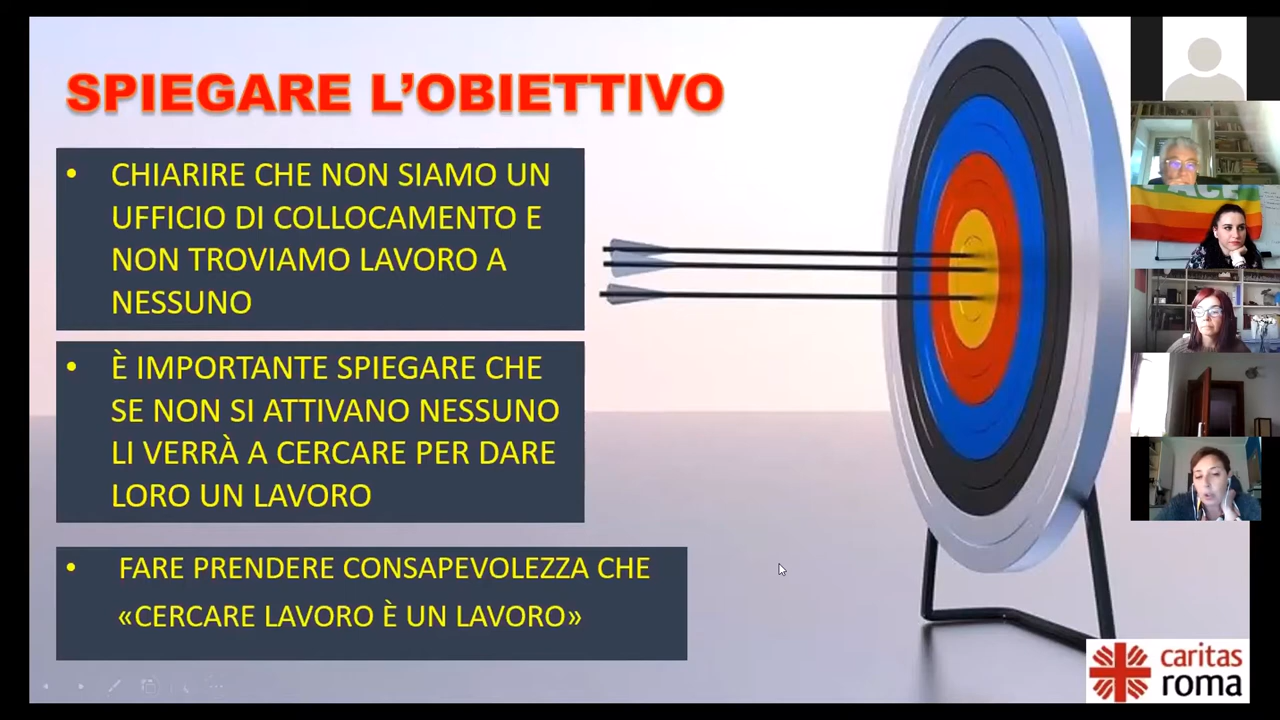 SPIEGARE L'OBIETTIVO
• CHIARIRE CHE NON SIAMO UN
UFFICIO DI COLLOCAMENTO E
NON TROVIAMO LAVORO A
NESSUNO
• È IMPORTANTE SPIEGARE CHE
SE NON SI ATTIVANO NESSUNO
LI VERRÀ A CERCARE PER DARE
LORO UN LAVORO
• FARE PRENDERE CONSAPEVOLEZZA CHE
«CERCARE LAVORO È UN LAVORO»
caritas
roma